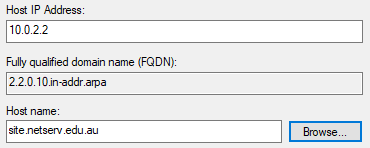 Host IP Address:
10.0.2.2
Fully qualified domain name (FQDN):
2.2.0.10.in-addr.arpa
Host name:
site.netserv.edu.au
Browse...